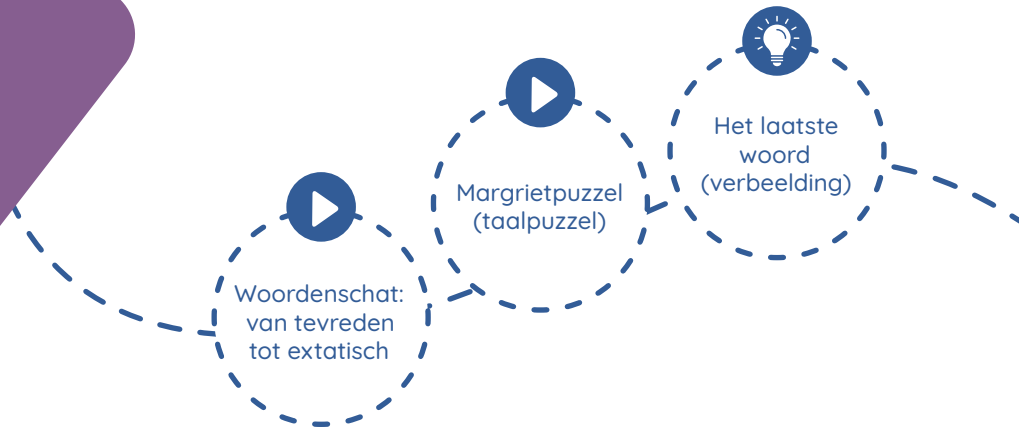 Woordenschat:
van tevreden
tot extatisch
Margrietpuzzel
(taalpuzzel)
Het laatste
woord
(verbeelding)